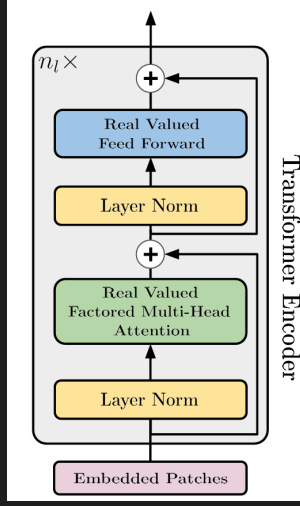 n_l×
+
Real Valued
Feed Forward
Layer Norm
+
Real Valued
Factored Multi-Head
Attention
Layer Norm
Embedded Patches
Transformer Encoder